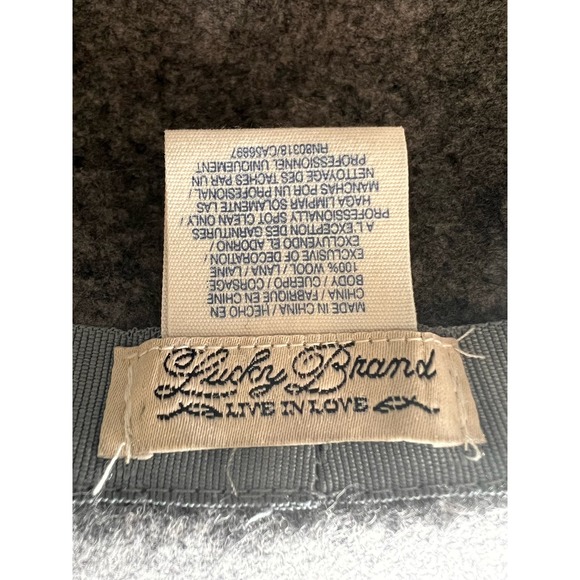 MADE IN CHINA / HECHO EN
CHINA / FABRIQUÉ EN CHINE
BODY / CUERPO / CORSAGE:
100% WOOL / LANA / LAINE
EXCLUSIVE OF DECORATION /
EXCLUYENDO EL ADORNO /
A L'EXCEPTION DES GARNITURES
PROFESSIONALLY SPOT CLEAN ONLY /
HAGA LIMPIAR SOLAMENTE LAS
MANCHAS POR UN PROFESIONAL /
NETTOYAGE DES TACHES PAR UN
PROFESSIONNEL UNIQUEMENT
RN80318/CA56697
Lucky Brand
LIVE IN LOVE